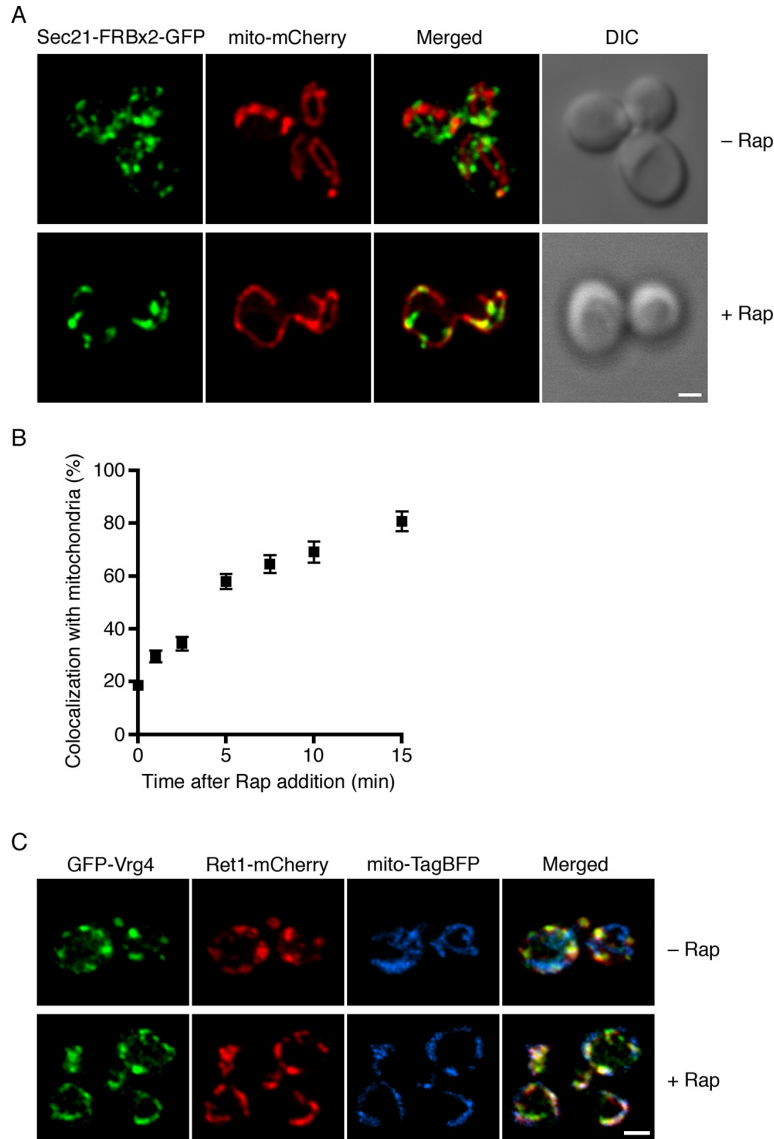 A
Sec21-FRBx2-GFP mito-mCherry Merged DIC
– Rap
+ Rap
B
Colocalization with mitochondria (%)
100
80
60
40
20
0
0 5 10 15
Time after Rap addition (min)
C
GFP-Vrg4 Ret1-mCherry mito-TagBFP Merged
– Rap
+ Rap